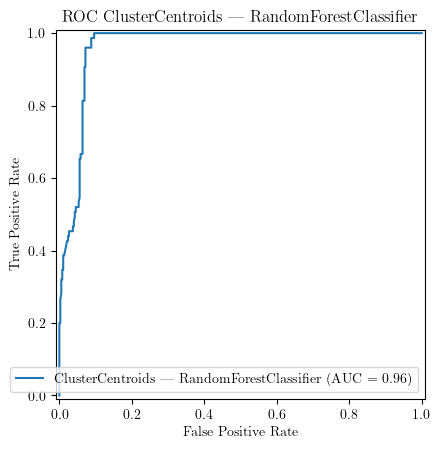 ROC ClusterCentroids — RandomForestClassifier
1.0
0.8
0.6
0.4
0.2
0.0
True Positive Rate
ClusterCentroids — RandomForestClassifier (AUC = 0.96)
0.0 0.2 0.4 0.6 0.8 1.0
False Positive Rate